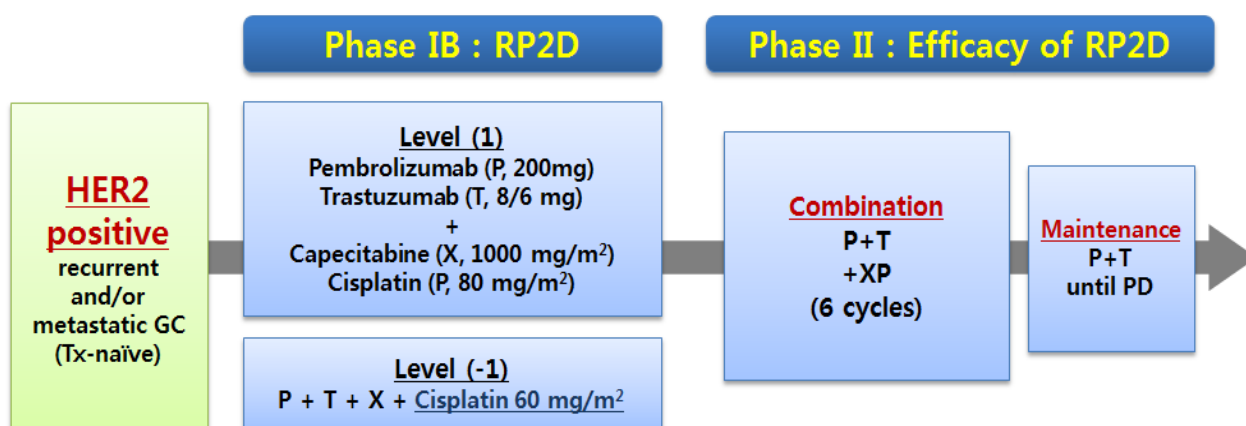 Phase IB : RP2D
Phase II : Efficacy of RP2D
HER2
positive
recurrent
and/or
metastatic GC
(Tx-naïve)
Level (1)
Pembrolizumab (P, 200mg)
Trastuzumab (T, 8/6 mg)
+
Capecitabine (X, 1000 mg/m²)
Cisplatin (P, 80 mg/m²)
Level (-1)
P + T + X + Cisplatin 60 mg/m²
Combination
P+T
+XP
(6 cycles)
Maintenance
P+T
until PD